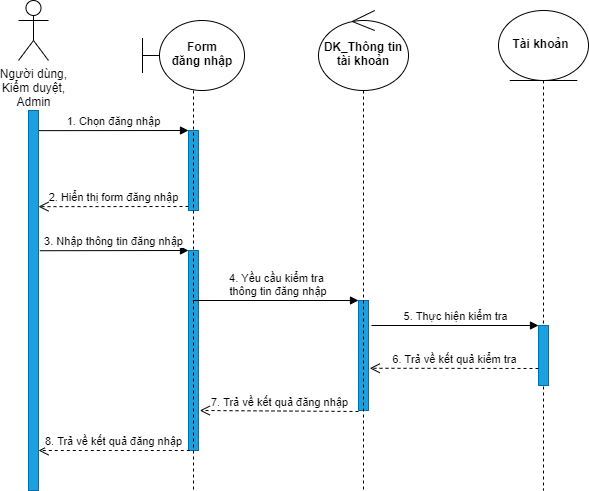 Form
đăng nhập
DK_Thông tin
tài khoản
Tài khoản
Người dùng,
Kiểm duyệt,
Admin
1. Chọn đăng nhập
2. Hiển thị form đăng nhập
3. Nhập thông tin đăng nhập
4. Yều cầu kiểm tra
thông tin đăng nhập
5. Thực hiện kiểm tra
6. Trả về kết quả kiểm tra
7. Trả về kết quả đăng nhập
8. Trả về kết quả đăng nhập